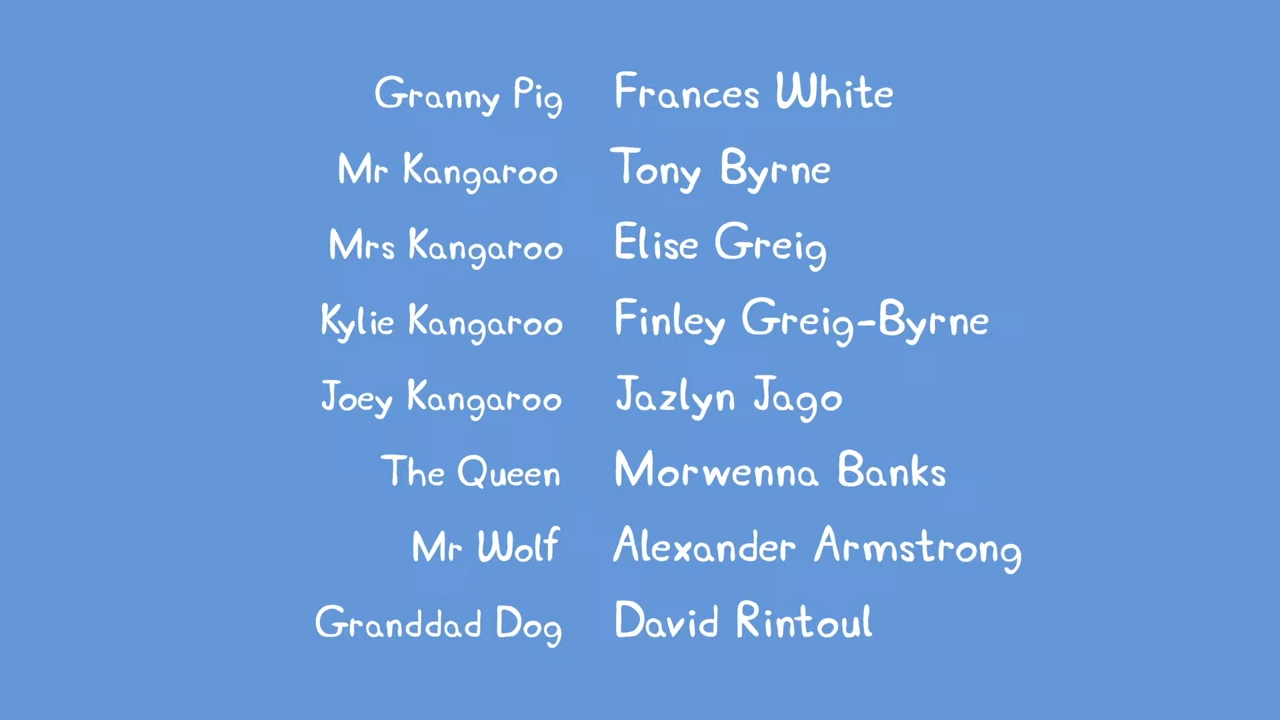 Granny Pig Frances White
Mr Kangaroo Tony Byrne
Mrs Kangaroo Elise Greig
Kylie Kangaroo Finley Greig-Byrne
Joey Kangaroo Jazlyn Jago
The Queen Morwenna Banks
Mr Wolf Alexander Armstrong
Granddad Dog David Rintoul